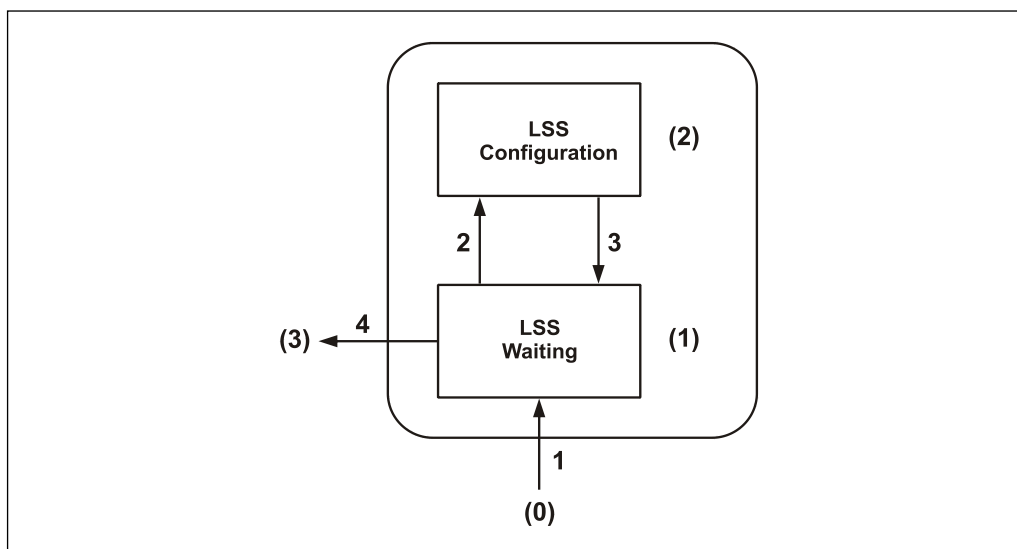 LSS
Configuration
(2)
2
3
LSS
Waiting
(1)
4
(3)
1
(0)